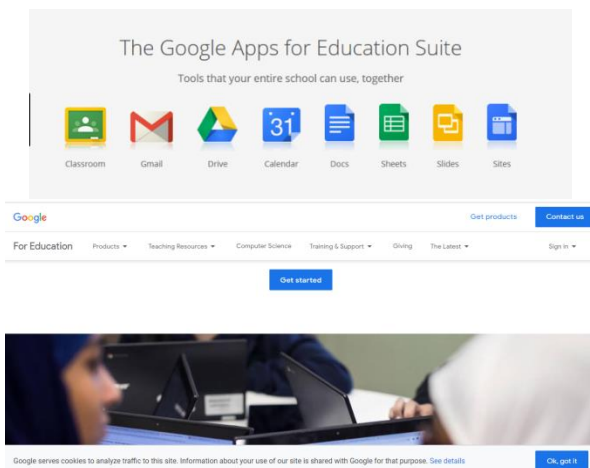 The Google Apps for Education Suite
Tools that your entire school can use, together
31
Classroom Gmail Drive Calendar Docs Sheets Slides Sites
Google Get products Contact us
For Education Products Teaching Resources Computer Science Training & Support Giving The Latest Sign in
Get started
Google serves cookies to analyze traffic to this site. Information about your use of our site is shared with Google for that purpose. See details Ok, got it